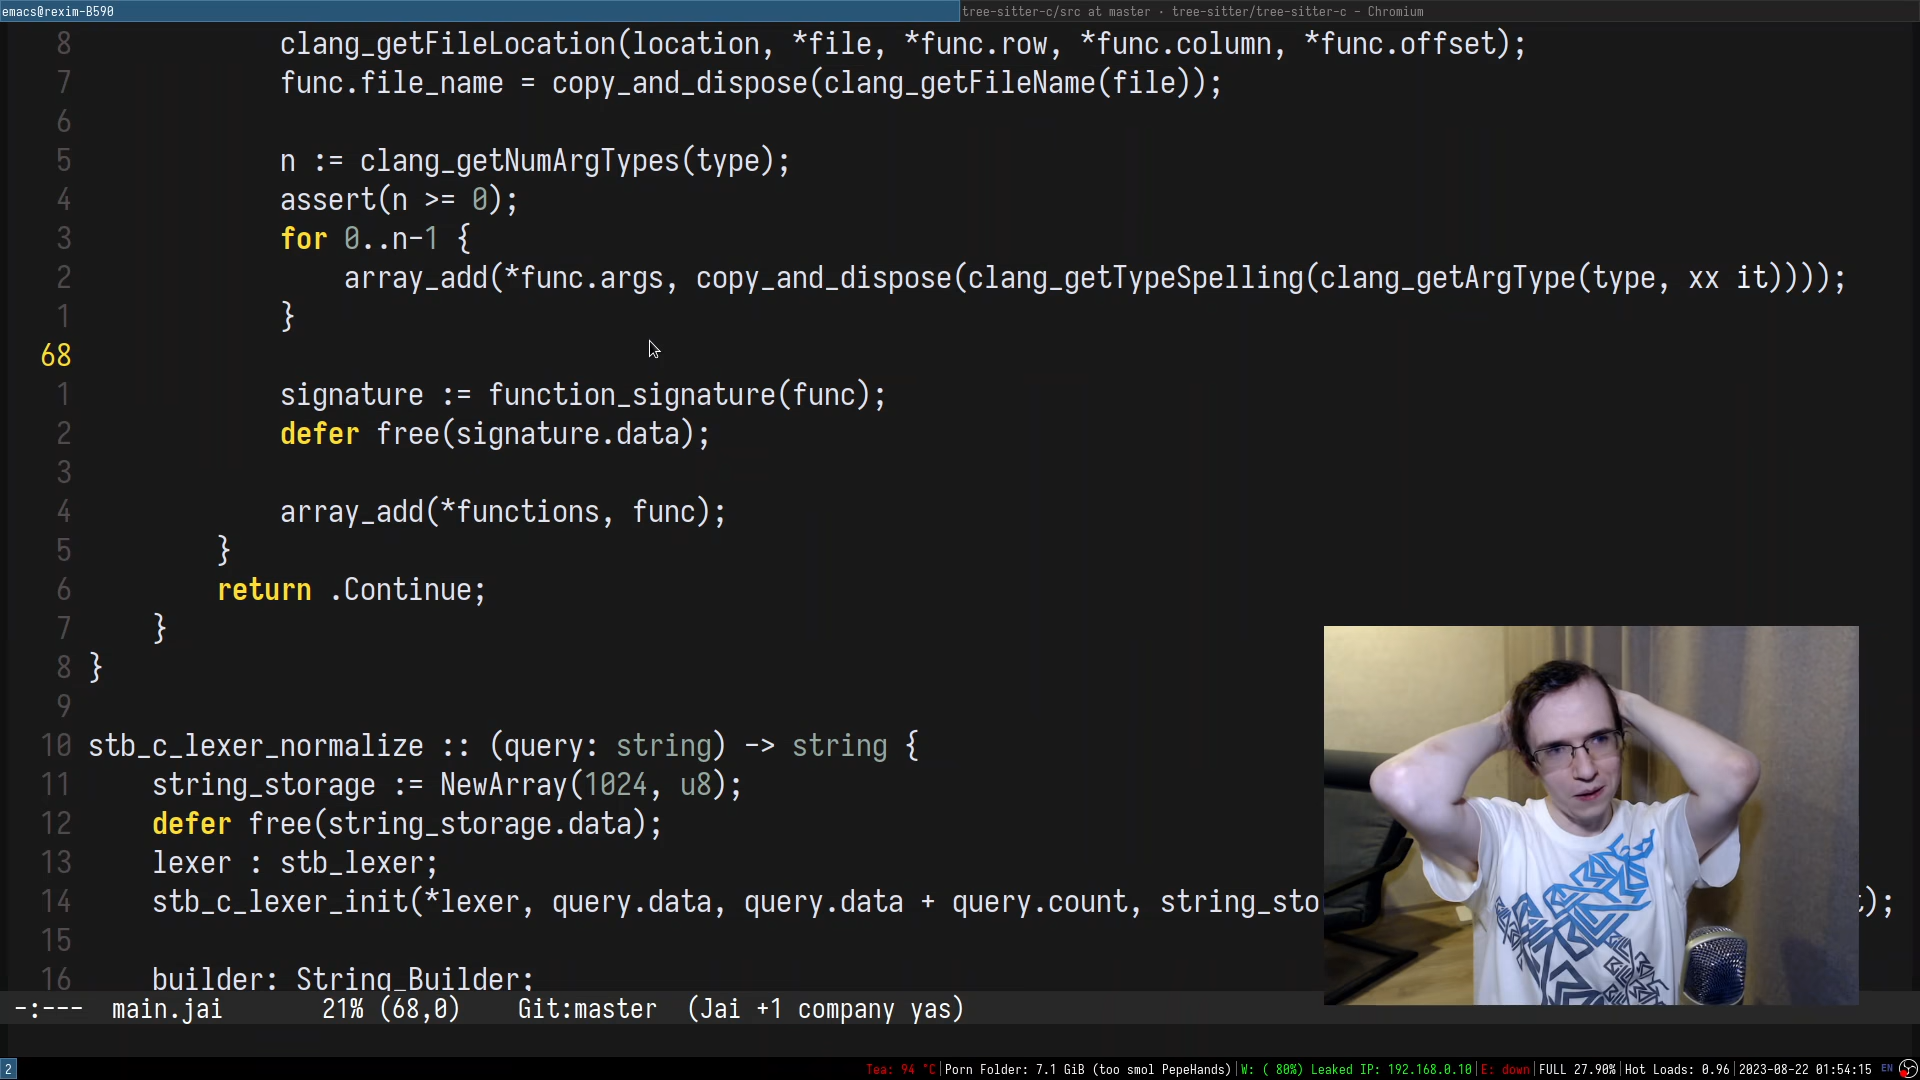 emacs@rexim-B590
tree-sitter-c/src at master · tree-sitter/tree-sitter-c - Chromium
8 clang_getFileLocation(location, *file, *func.row, *func.column, *func.offset);
7 func.file_name = copy_and_dispose(clang_getFileName(file));
6
5 n := clang_getNumArgTypes(type);
4 assert(n >= 0);
3 for 0..n-1 {
2 array_add(*func.args, copy_and_dispose(clang_getTypeSpelling(clang_getArgType(type, xx it))));
1 }
68
1 signature := function_signature(func);
2 defer free(signature.data);
3
4 array_add(*functions, func);
5 }
6 return .Continue;
7 }
8 }
9
10 stb_c_lexer_normalize :: (query: string) -> string {
11 string_storage := NewArray(1024, u8);
12 defer free(string_storage.data);
13 lexer : stb_lexer;
14 stb_c_lexer_init(*lexer, query.data, query.data + query.count, string_sto );
15
16 builder: String_Builder;
-:--- main.jai 21% (68,0) Git:master (Jai +1 company yas)
2 Tea: 94 °C|Porn Folder: 7.1 GiB (too smol PepeHands)|W: ( 80%) Leaked IP: 192.168.0.10|E: down|FULL 27.90%|Hot Loads: 0.96|2023-08-22 01:54:15 EN